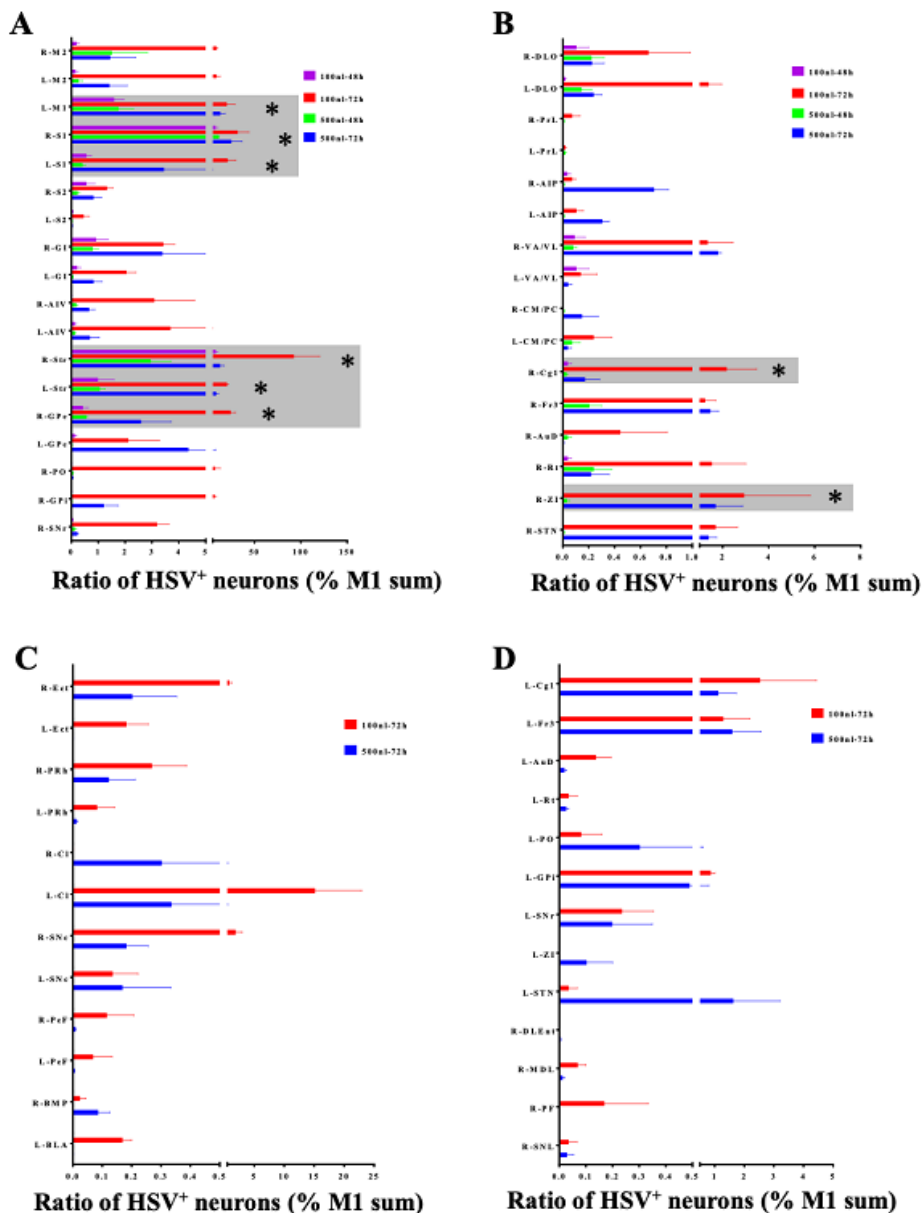 A
R-M2
L-M2
L-M1
R-S1
L-S1
R-S2
L-S2
R-GI
L-GI
R-AIV
L-AIV
R-Str
L-Str
R-GPe
L-GPe
R-PO
R-GPi
R-SNr
100nl-48h
100nl-72h
500nl-48h
500nl-72h
*
*
*
*
*
*
0 1 2 3 4 5 50 100 150
Ratio of HSV⁺ neurons (% M1 sum)
B
R-DLO
L-DLO
R-PrL
L-PrL
R-AIP
L-AIP
R-VA/VL
L-VA/VL
R-CM/PC
L-CM/PC
R-Cg1
R-Fr3
R-AuD
R-Rt
R-ZI
R-STN
100nl-48h
100nl-72h
500nl-48h
500nl-72h
*
*
0.0 0.2 0.4 0.6 0.8 1.0 2 4 6 8
Ratio of HSV⁺ neurons (% M1 sum)
C
R-Ect
L-Ect
R-PRh
L-PRh
R-Cl
L-Cl
R-SNc
L-SNc
R-PeF
L-PeF
R-BMP
L-BLA
100nl-72h
500nl-72h
0.0 0.1 0.2 0.3 0.4 0.5 5 10 15 20 25
Ratio of HSV⁺ neurons (% M1 sum)
D
L-Cg1
L-Fr3
L-AuD
L-Rt
L-PO
L-GPi
L-SNr
L-ZI
L-STN
R-DLEnt
R-MDL
R-PF
R-SNL
100nl-72h
500nl-72h
0.0 0.1 0.2 0.3 0.4 0.5 1 2 3 4 5
Ratio of HSV⁺ neurons (% M1 sum)